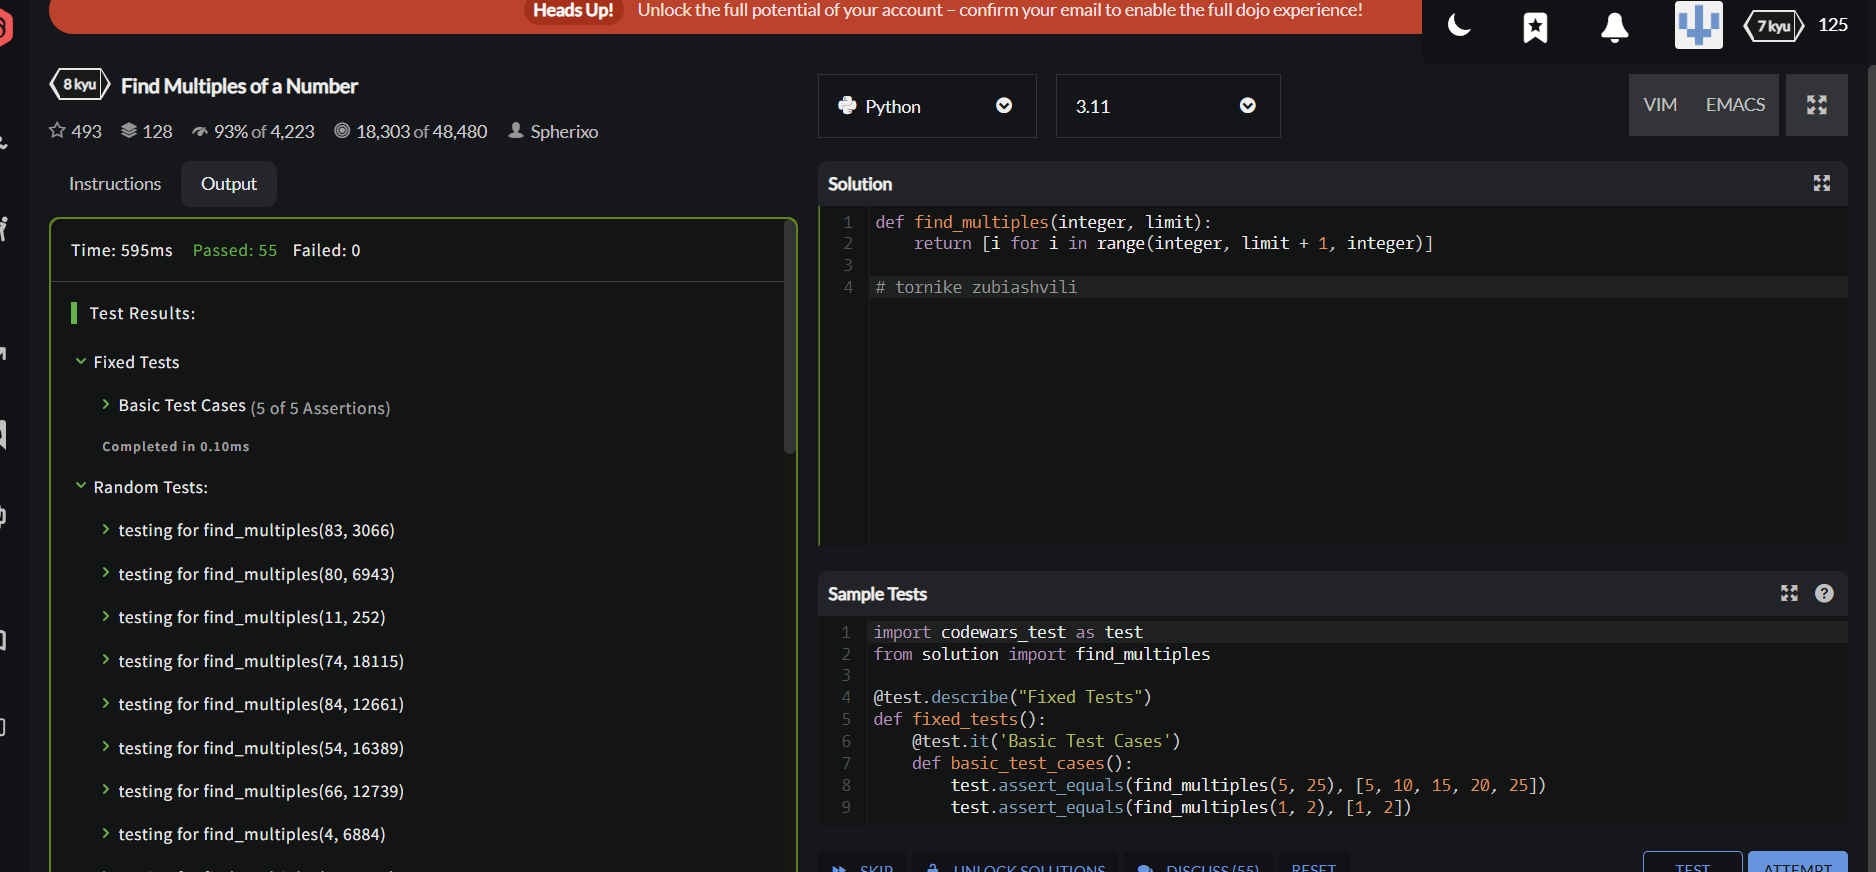 Heads Up! Unlock the full potential of your account – confirm your email to enable the full dojo experience!
7 kyu 125
8 kyu Find Multiples of a Number
493 128 93% of 4,223 18,303 of 48,480 Spherixo
Python 3.11 VIM EMACS
Instructions Output
Time: 595ms Passed: 55 Failed: 0
Test Results:
Fixed Tests
Basic Test Cases (5 of 5 Assertions)
Completed in 0.10ms
Random Tests:
testing for find_multiples(83, 3066)
testing for find_multiples(80, 6943)
testing for find_multiples(11, 252)
testing for find_multiples(74, 18115)
testing for find_multiples(84, 12661)
testing for find_multiples(54, 16389)
testing for find_multiples(66, 12739)
testing for find_multiples(4, 6884)
Solution
1 def find_multiples(integer, limit):
2     return [i for i in range(integer, limit + 1, integer)]
3
4 # tornike zubiashvili
Sample Tests
1 import codewars_test as test
2 from solution import find_multiples
3
4 @test.describe("Fixed Tests")
5 def fixed_tests():
6     @test.it('Basic Test Cases')
7     def basic_test_cases():
8         test.assert_equals(find_multiples(5, 25), [5, 10, 15, 20, 25])
9         test.assert_equals(find_multiples(1, 2), [1, 2])
SKIP UNLOCK SOLUTIONS DISCUSS (55) RESET TEST ATTEMPT